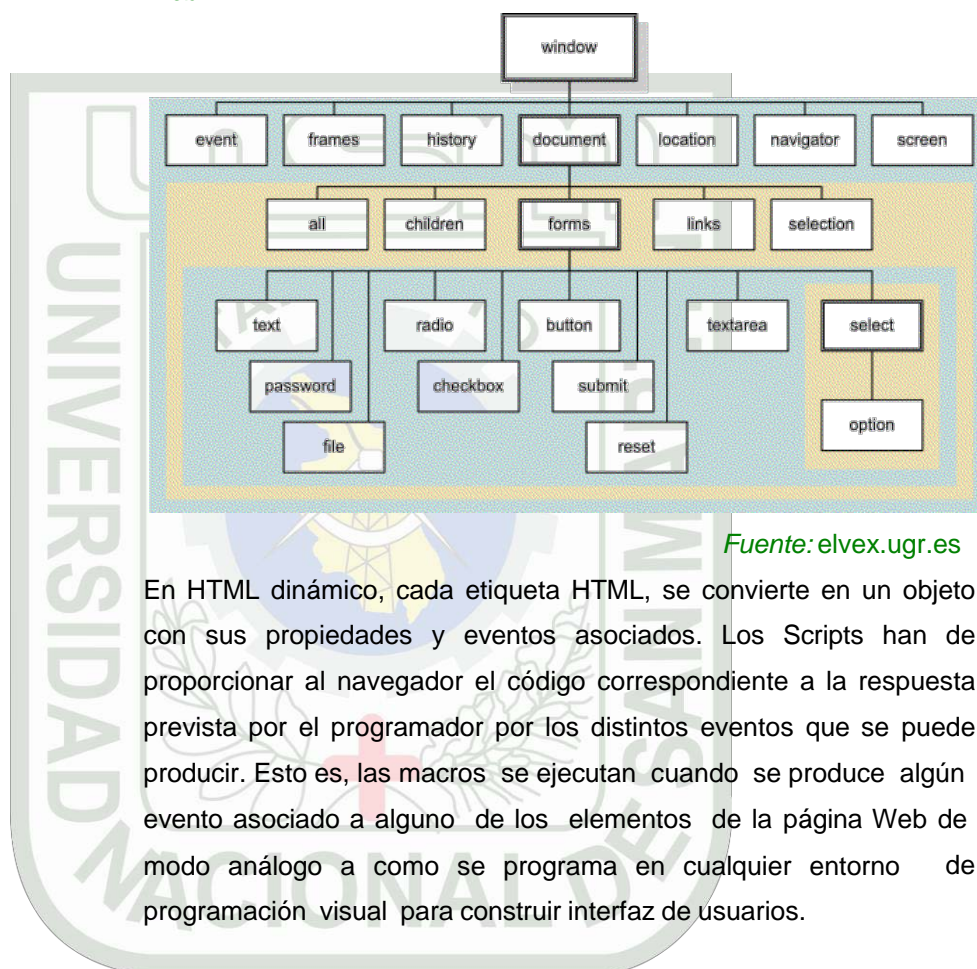 window
event frames history document location navigator screen
all children forms links selection
text radio button textarea select
password checkbox submit
option
file reset
Fuente: elvex.ugr.es
En HTML dinámico, cada etiqueta HTML, se convierte en un objeto
con sus propiedades y eventos asociados. Los Scripts han de
proporcionar al navegador el código correspondiente a la respuesta
prevista por el programador por los distintos eventos que se puede
producir. Esto es, las macros se ejecutan cuando se produce algún
evento asociado a alguno de los elementos de la página Web de
modo análogo a como se programa en cualquier entorno de
programación visual para construir interfaz de usuarios.
UNIVERSIDAD
NACIONAL DE
SAN MARTIN